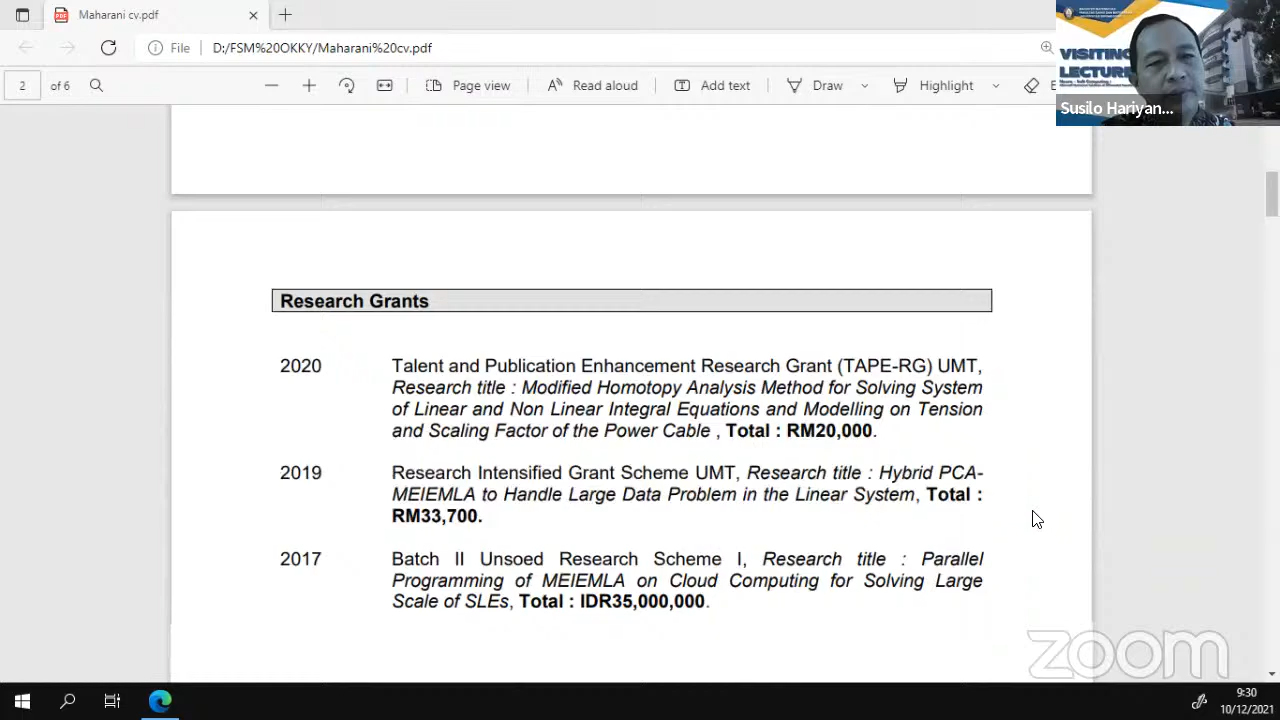 Maharani cv.pdf
File D:/FSM%20OKKY/Maharani%20cv.pdf
2 of 6 Page view Read aloud Add text Draw Highlight E
VISITING
LECTURE
Susilo Hariyan...
Research Grants
2020 Talent and Publication Enhancement Research Grant (TAPE-RG) UMT,
Research title : Modified Homotopy Analysis Method for Solving System
of Linear and Non Linear Integral Equations and Modelling on Tension
and Scaling Factor of the Power Cable , Total : RM20,000.
2019 Research Intensified Grant Scheme UMT, Research title : Hybrid PCA-
MEIEMLA to Handle Large Data Problem in the Linear System, Total :
RM33,700.
2017 Batch II Unsoed Research Scheme I, Research title : Parallel
Programming of MEIEMLA on Cloud Computing for Solving Large
Scale of SLEs, Total : IDR35,000,000.
zoom
9:30
10/12/2021